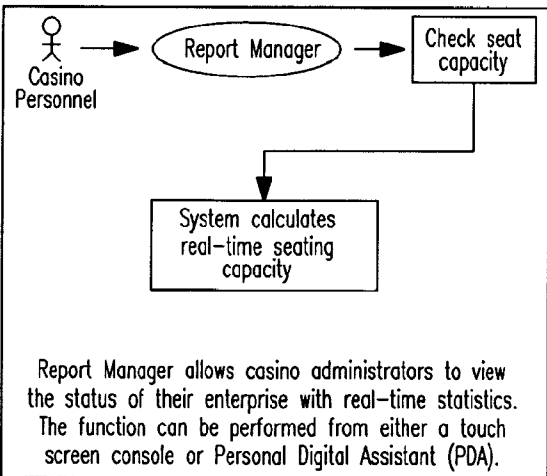 Casino
Personnel
Report Manager
Check seat
capacity
System calculates
real-time seating
capacity
Report Manager allows casino administrators to view
the status of their enterprise with real-time statistics.
The function can be performed from either a touch
screen console or Personal Digital Assistant (PDA).